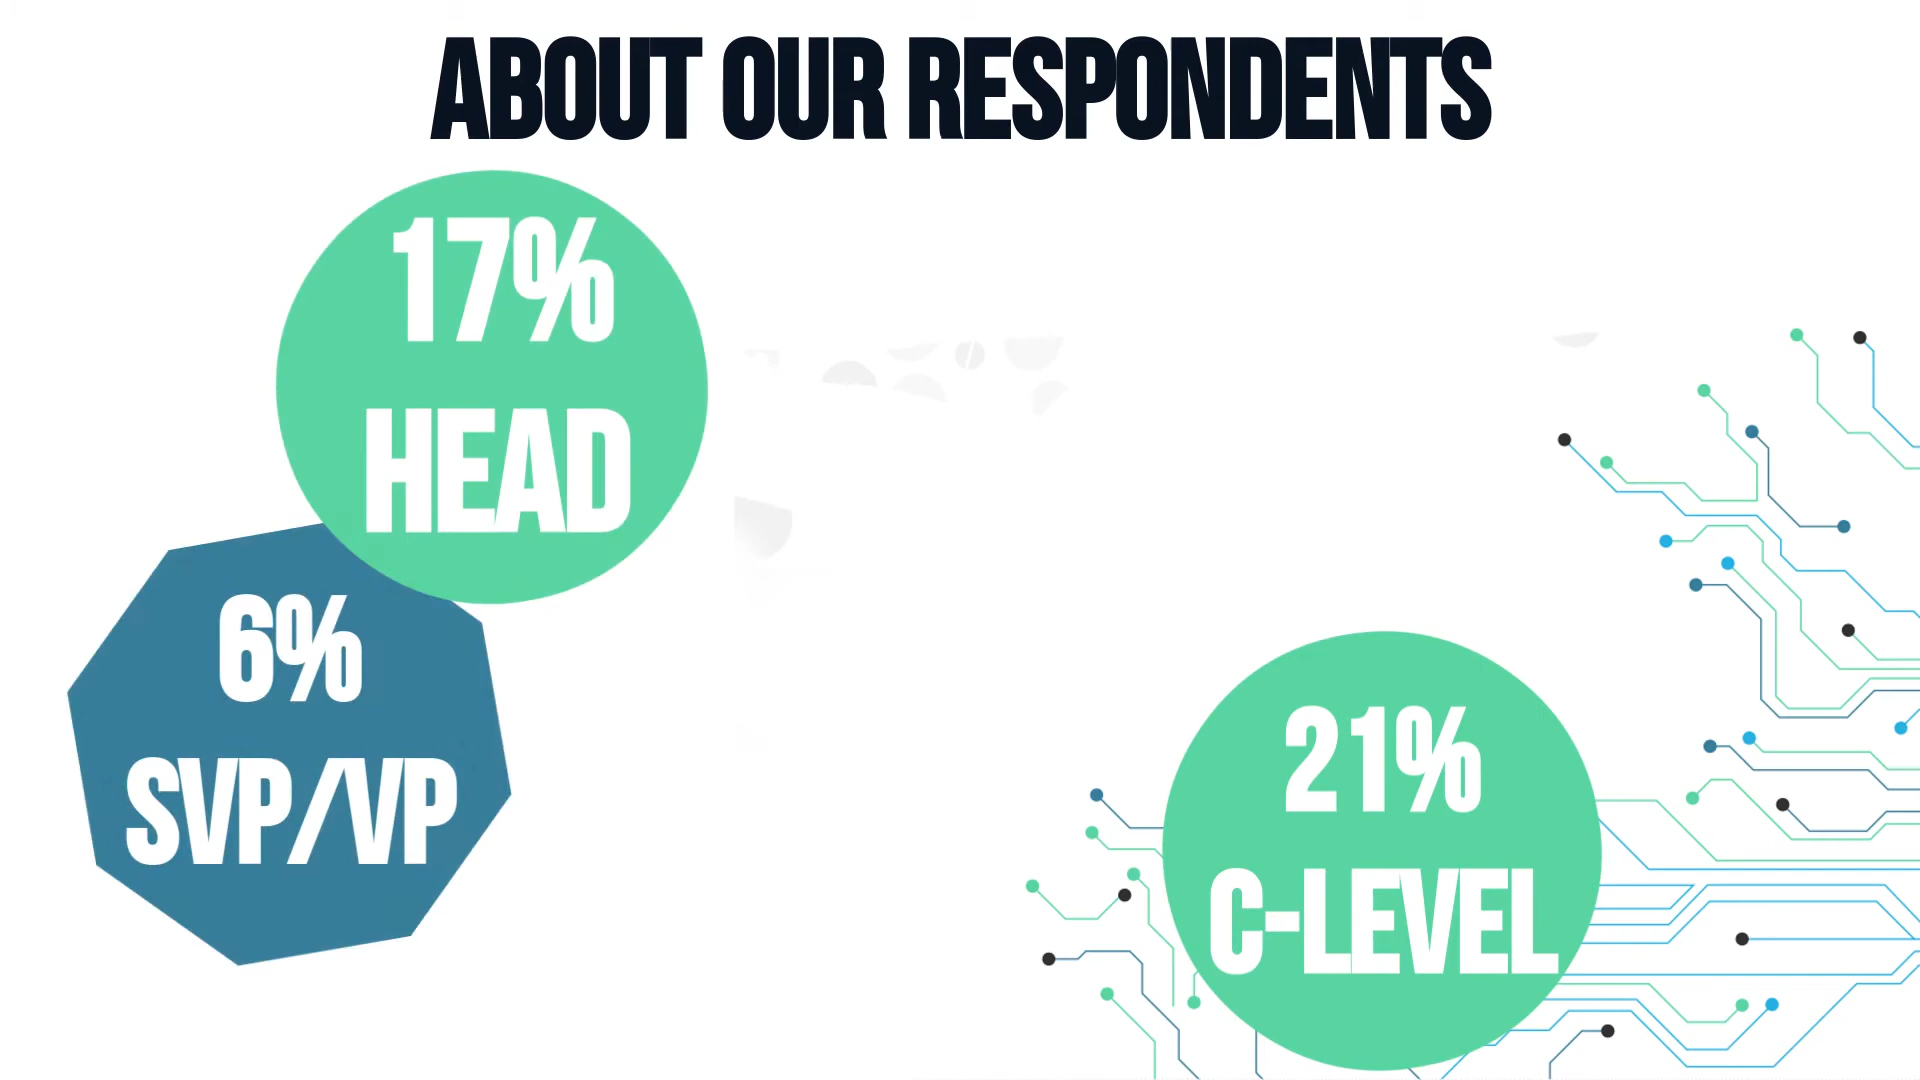 ABOUT OUR RESPONDENTS
17%
HEAD
6%
SVP/VP
21%
C-LEVEL